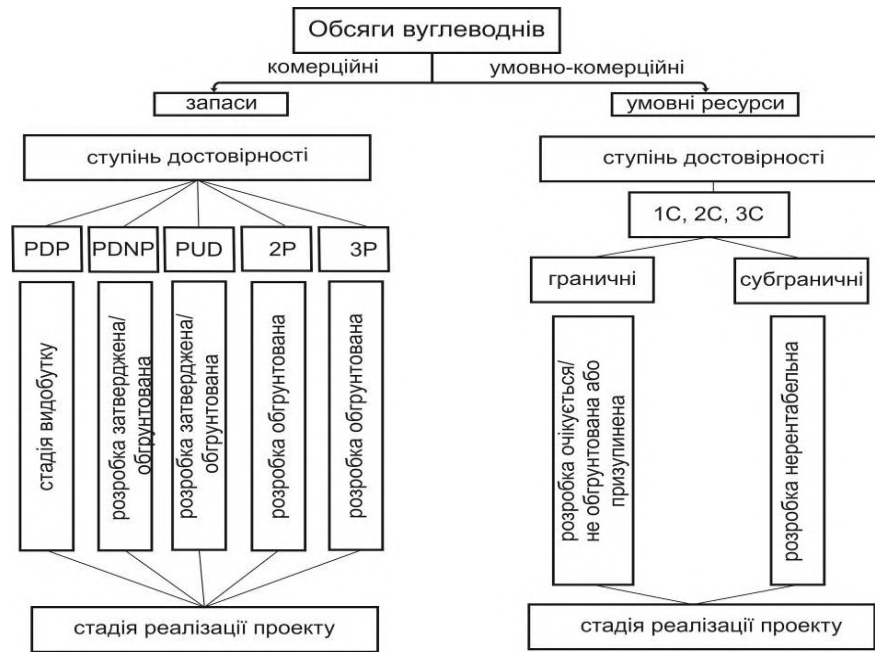 Обсяги вуглеводнів
комерційні
умовно-комерційні
запаси
умовні ресурси
ступінь достовірності
ступінь достовірності
1C, 2C, 3C
PDP
PDNP
PUD
2P
3P
граничні
субграничні
стадія видобутку
розробка затверджена/
обгрунтована
розробка затверджена/
обгрунтована
розробка обгрунтована
розробка обгрунтована
розробка очікується/
не обгрунтована або
призупинена
розробка нерентабельна
стадія реалізації проекту
стадія реалізації проекту